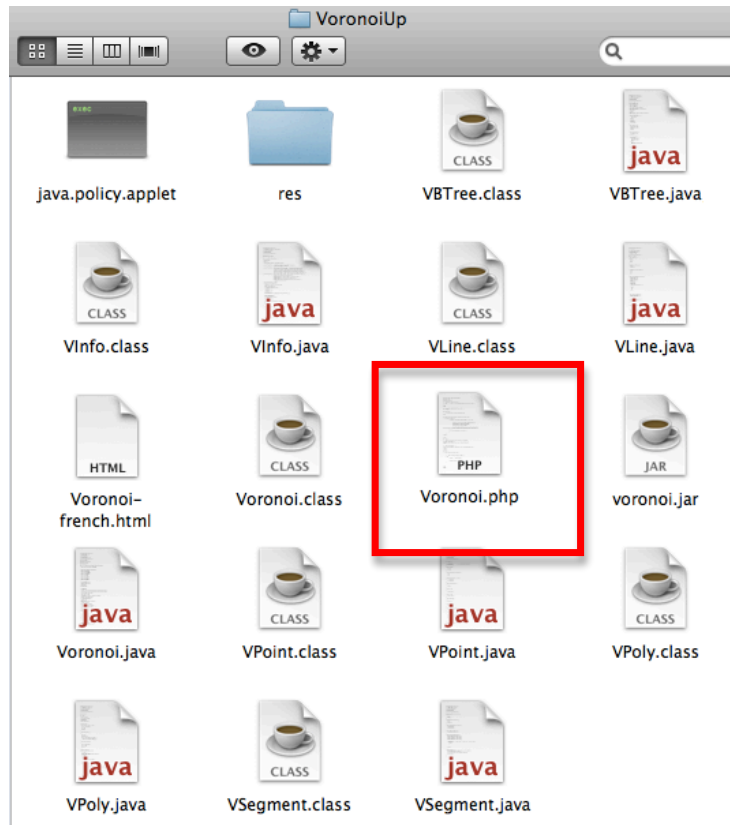 VoronoiUp
exec
CLASS
java
java.policy.applet
res
VBTree.class
VBTree.java
CLASS
java
CLASS
java
VInfo.class
VInfo.java
VLine.class
VLine.java
HTML
CLASS
PHP
JAR
Voronoi-
french.html
Voronoi.class
Voronoi.php
voronoi.jar
java
CLASS
java
CLASS
Voronoi.java
VPoint.class
VPoint.java
VPoly.class
java
CLASS
java
VPoly.java
VSegment.class
VSegment.java